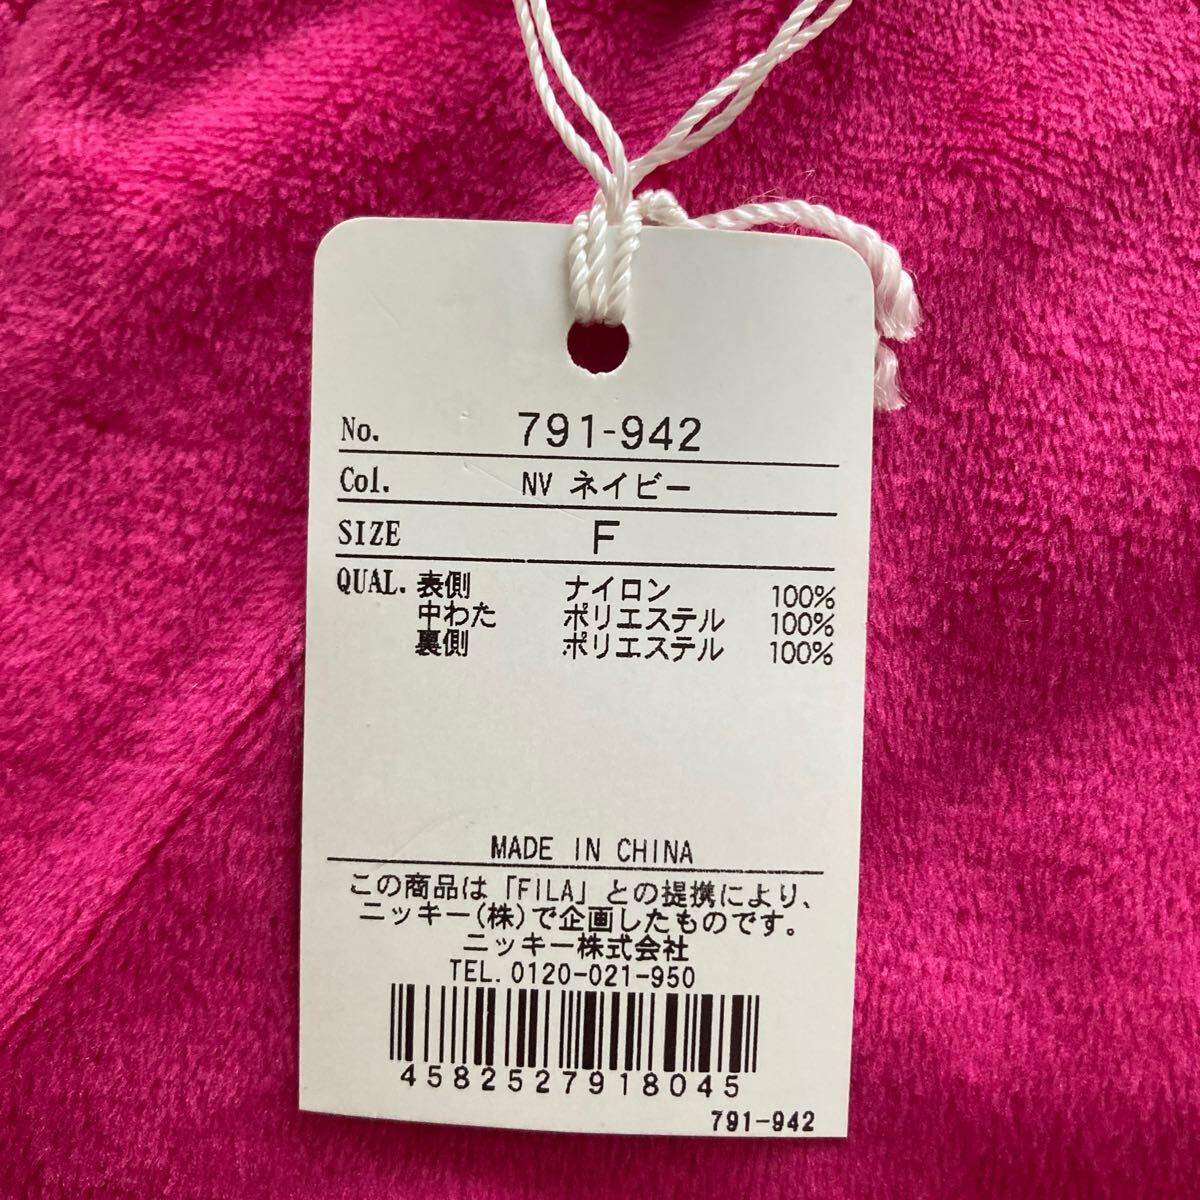 No. 791-942
Col. NV ネイビー
SIZE F
QUAL. 表側 ナイロン 100%
中わた ポリエステル 100%
裏側 ポリエステル 100%
MADE IN CHINA
この商品は「FILA」との提携により、
ニッキー(株)で企画したものです。
ニッキー株式会社
TEL. 0120-021-950
4582527918045
791-942